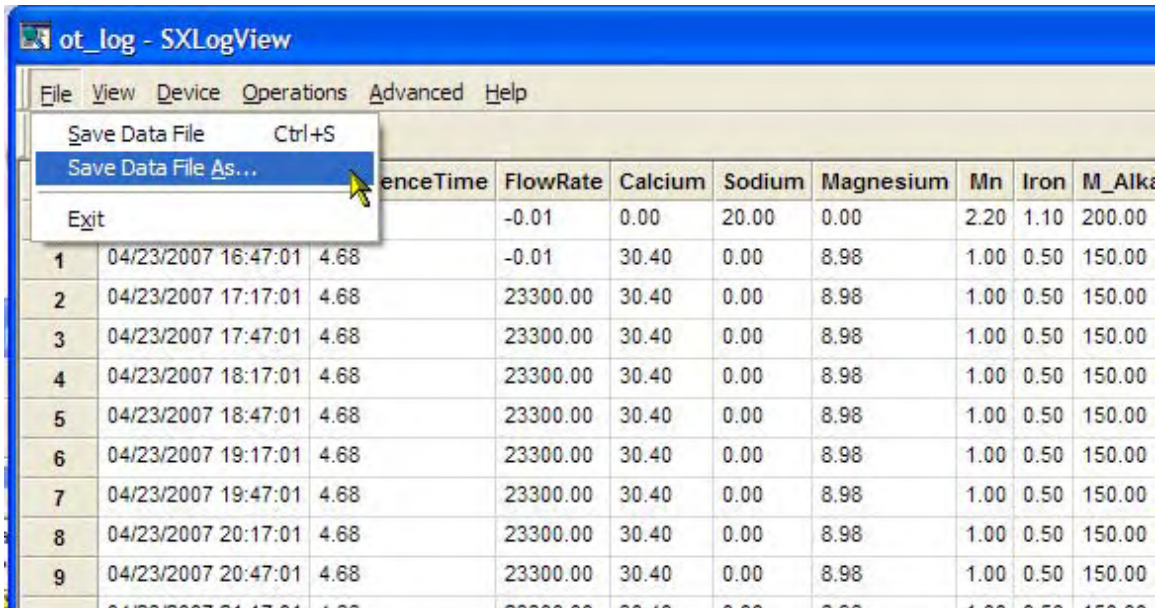 ot_log - SXLogView
File View Device Operations Advanced Help
Save Data File Ctrl+S
Save Data File As...
Exit
enceTime FlowRate Calcium Sodium Magnesium Mn Iron M_Alka
-0.01 0.00 20.00 0.00 2.20 1.10 200.00
1 04/23/2007 16:47:01 4.68 -0.01 30.40 0.00 8.98 1.00 0.50 150.00
2 04/23/2007 17:17:01 4.68 23300.00 30.40 0.00 8.98 1.00 0.50 150.00
3 04/23/2007 17:47:01 4.68 23300.00 30.40 0.00 8.98 1.00 0.50 150.00
4 04/23/2007 18:17:01 4.68 23300.00 30.40 0.00 8.98 1.00 0.50 150.00
5 04/23/2007 18:47:01 4.68 23300.00 30.40 0.00 8.98 1.00 0.50 150.00
6 04/23/2007 19:17:01 4.68 23300.00 30.40 0.00 8.98 1.00 0.50 150.00
7 04/23/2007 19:47:01 4.68 23300.00 30.40 0.00 8.98 1.00 0.50 150.00
8 04/23/2007 20:17:01 4.68 23300.00 30.40 0.00 8.98 1.00 0.50 150.00
9 04/23/2007 20:47:01 4.68 23300.00 30.40 0.00 8.98 1.00 0.50 150.00